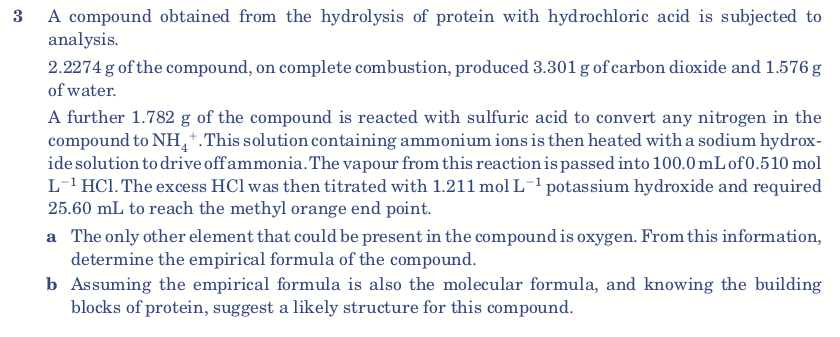 3 A compound obtained from the hydrolysis of protein with hydrochloric acid is subjected to
analysis.
2.2274 g of the compound, on complete combustion, produced 3.301 g of carbon dioxide and 1.576 g
of water.
A further 1.782 g of the compound is reacted with sulfuric acid to convert any nitrogen in the
compound to NH₄⁺. This solution containing ammonium ions is then heated with a sodium hydrox-
ide solution to drive off ammonia. The vapour from this reaction is passed into 100.0 mL of 0.510 mol
L⁻¹ HCl. The excess HCl was then titrated with 1.211 mol L⁻¹ potassium hydroxide and required
25.60 mL to reach the methyl orange end point.
a The only other element that could be present in the compound is oxygen. From this information,
determine the empirical formula of the compound.
b Assuming the empirical formula is also the molecular formula, and knowing the building
blocks of protein, suggest a likely structure for this compound.